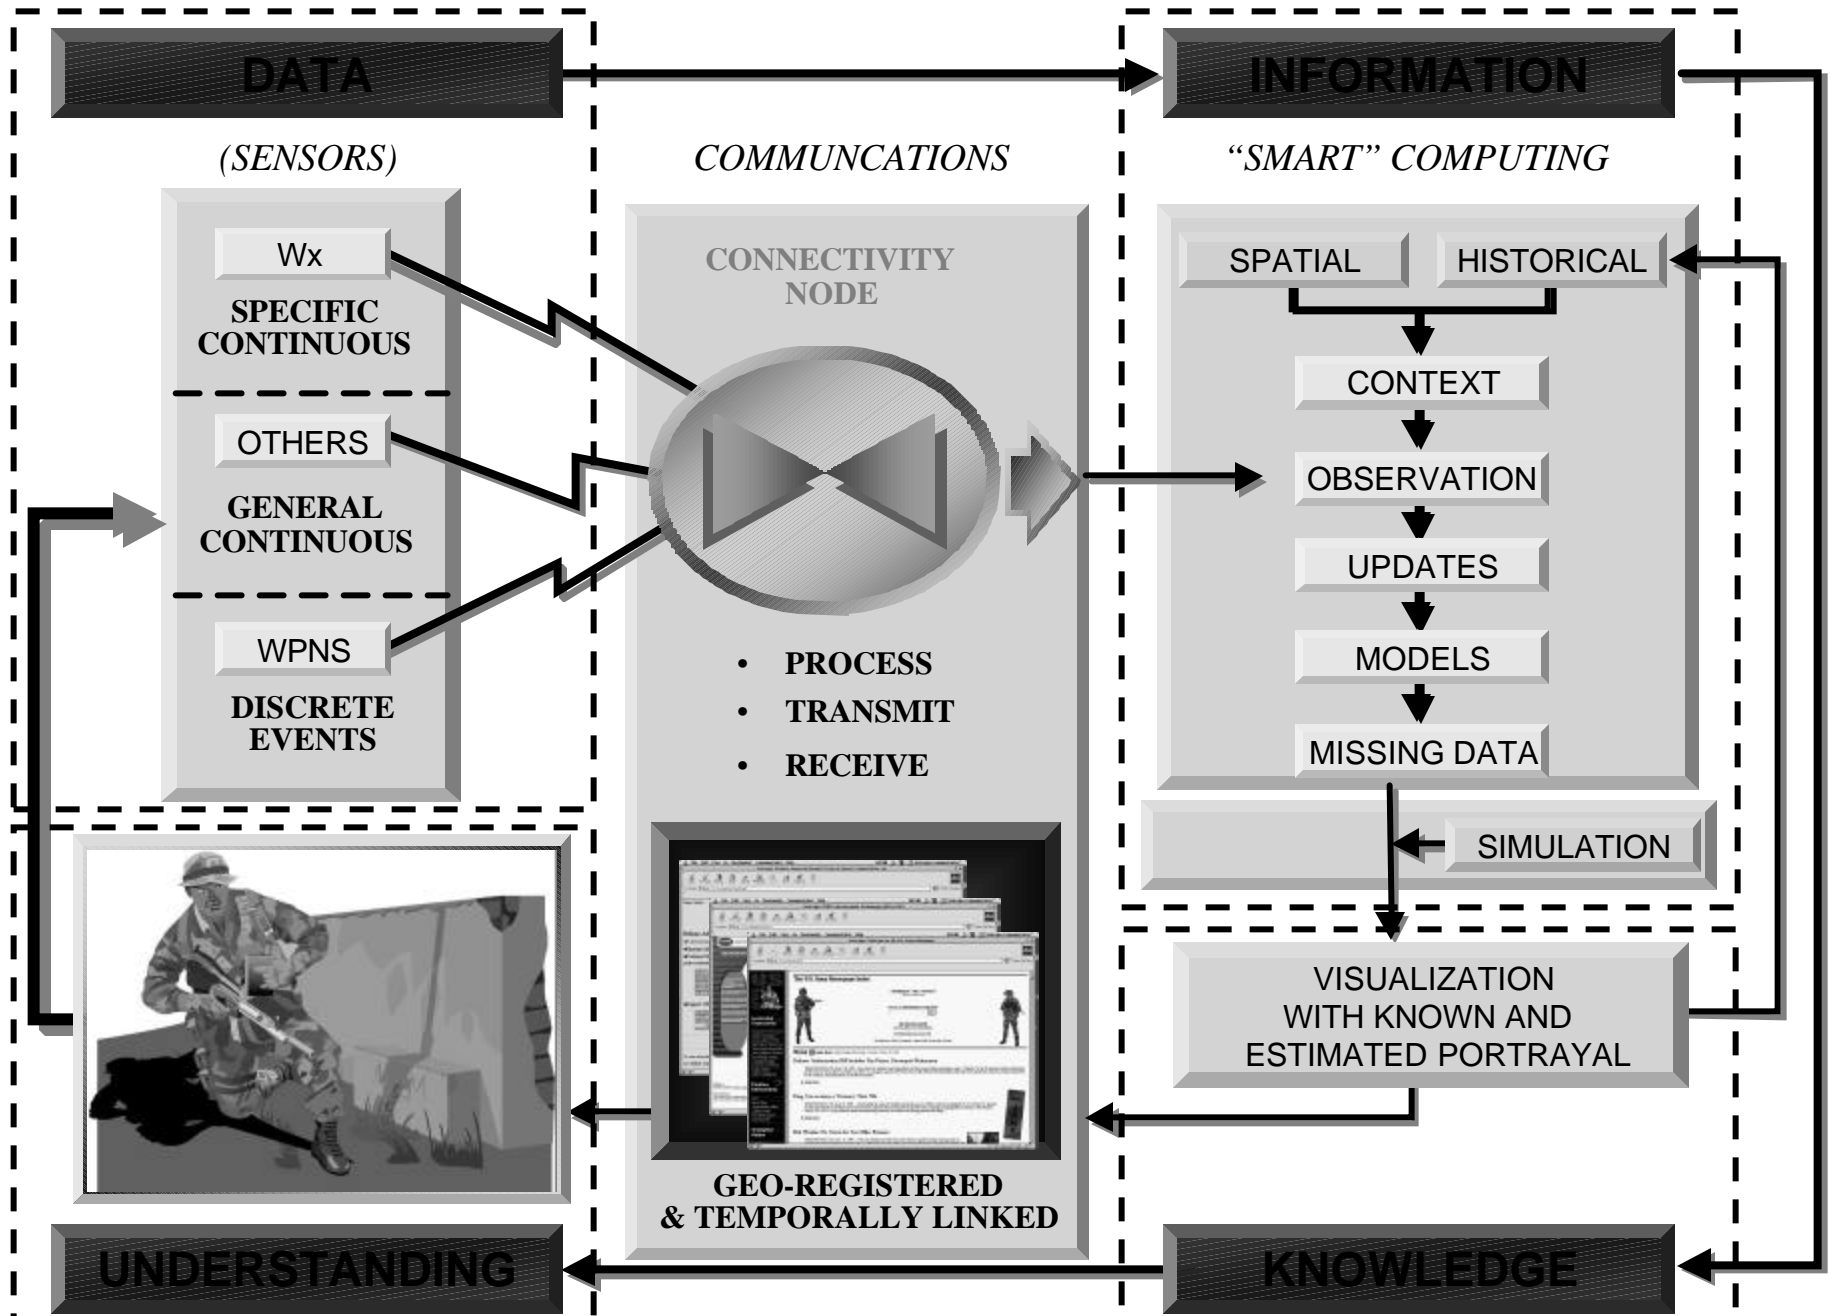 DATA
INFORMATION
(SENSORS)
COMMUNCATIONS
“SMART” COMPUTING
Wx
SPECIFIC
CONTINUOUS
OTHERS
GENERAL
CONTINUOUS
WPNS
DISCRETE
EVENTS
CONNECTIVITY
NODE
• PROCESS
• TRANSMIT
• RECEIVE
SPATIAL
HISTORICAL
CONTEXT
OBSERVATION
UPDATES
MODELS
MISSING DATA
SIMULATION
VISUALIZATION
WITH KNOWN AND
ESTIMATED PORTRAYAL
GEO-REGISTERED
& TEMPORALLY LINKED
UNDERSTANDING
KNOWLEDGE